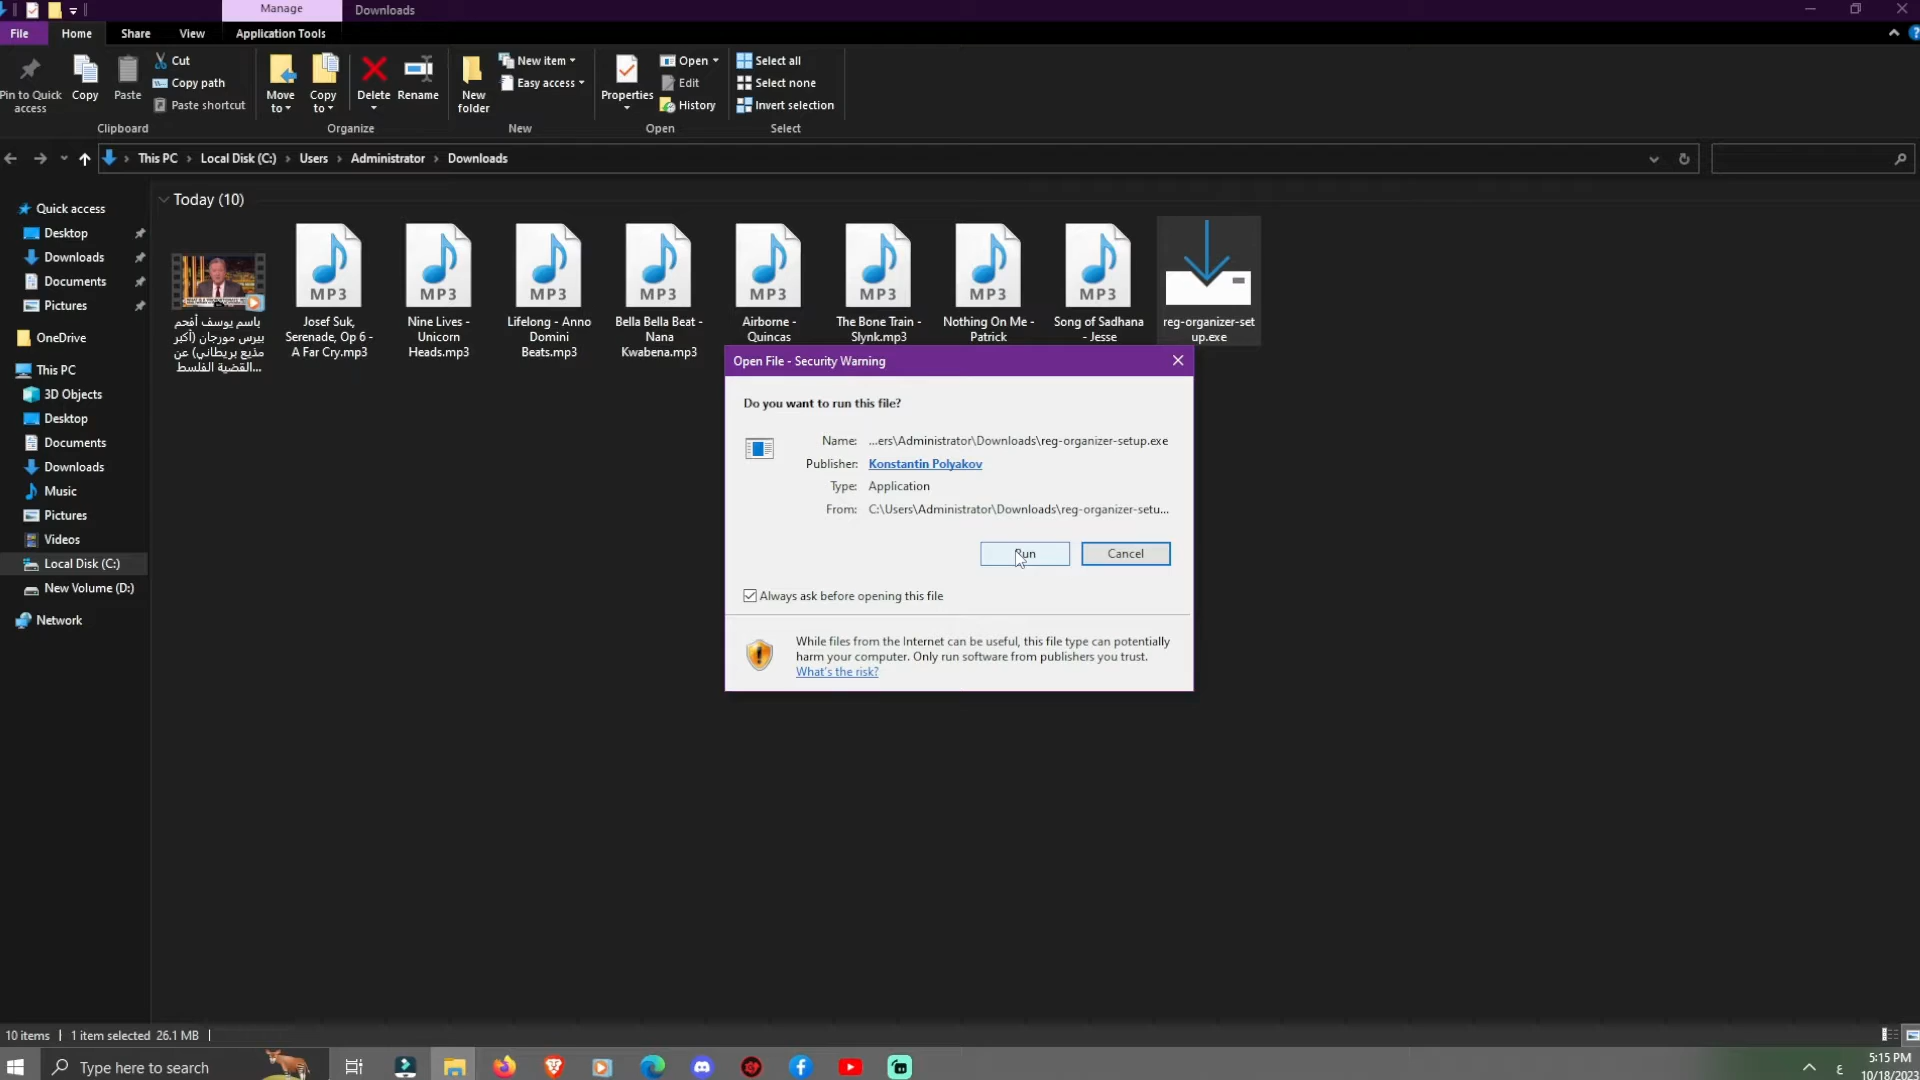 Manage
Downloads
File
Home
Share
View
Application Tools
Pin to Quick access
Copy
Paste
Cut
Copy path
Paste shortcut
Clipboard
Move to
Copy to
Delete
Rename
Organize
New folder
New item
Easy access
New
Properties
Open
Edit
History
Open
Select all
Select none
Invert selection
Select
This PC
Local Disk (C:)
Users
Administrator
Downloads
Quick access
Desktop
Downloads
Documents
Pictures
OneDrive
This PC
3D Objects
Desktop
Documents
Downloads
Music
Pictures
Videos
Local Disk (C:)
New Volume (D:)
Network
Today (10)
باسم يوسف أفحم
بيرس مورجان (أكبر
مذيع بريطاني) عن
القضية الفلسط...
MP3
Josef Suk,
Serenade, Op 6 -
A Far Cry.mp3
MP3
Nine Lives -
Unicorn
Heads.mp3
MP3
Lifelong - Anno
Domini
Beats.mp3
MP3
Bella Bella Beat -
Nana
Kwabena.mp3
MP3
Airborne -
Quincas
MP3
The Bone Train -
Slynk.mp3
MP3
Nothing On Me -
Patrick
MP3
Song of Sadhana
- Jesse
reg-organizer-set
up.exe
Open File - Security Warning
Do you want to run this file?
Name: ...ers\Administrator\Downloads\reg-organizer-setup.exe
Publisher: Konstantin Polyakov
Type: Application
From: C:\Users\Administrator\Downloads\reg-organizer-setu...
Run
Cancel
Always ask before opening this file
While files from the Internet can be useful, this file type can potentially
harm your computer. Only run software from publishers you trust.
What's the risk?
10 items
1 item selected 26.1 MB
Type here to search
ع
5:15 PM
10/18/2023